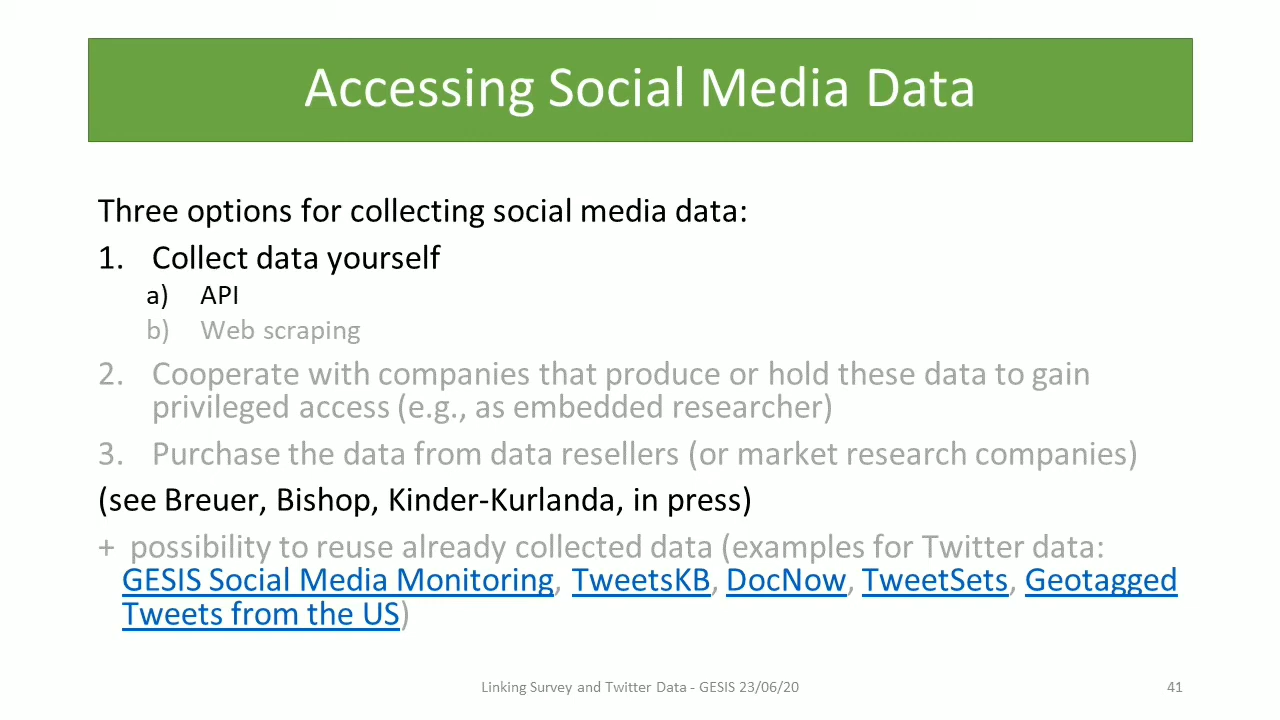 Accessing Social Media Data
Three options for collecting social media data:
1. Collect data yourself
a) API
b) Web scraping
2. Cooperate with companies that produce or hold these data to gain
privileged access (e.g., as embedded researcher)
3. Purchase the data from data resellers (or market research companies)
(see Breuer, Bishop, Kinder-Kurlanda, in press)
+ possibility to reuse already collected data (examples for Twitter data:
GESIS Social Media Monitoring, TweetsKB, DocNow, TweetSets, Geotagged
Tweets from the US)
Linking Survey and Twitter Data - GESIS 23/06/20
41